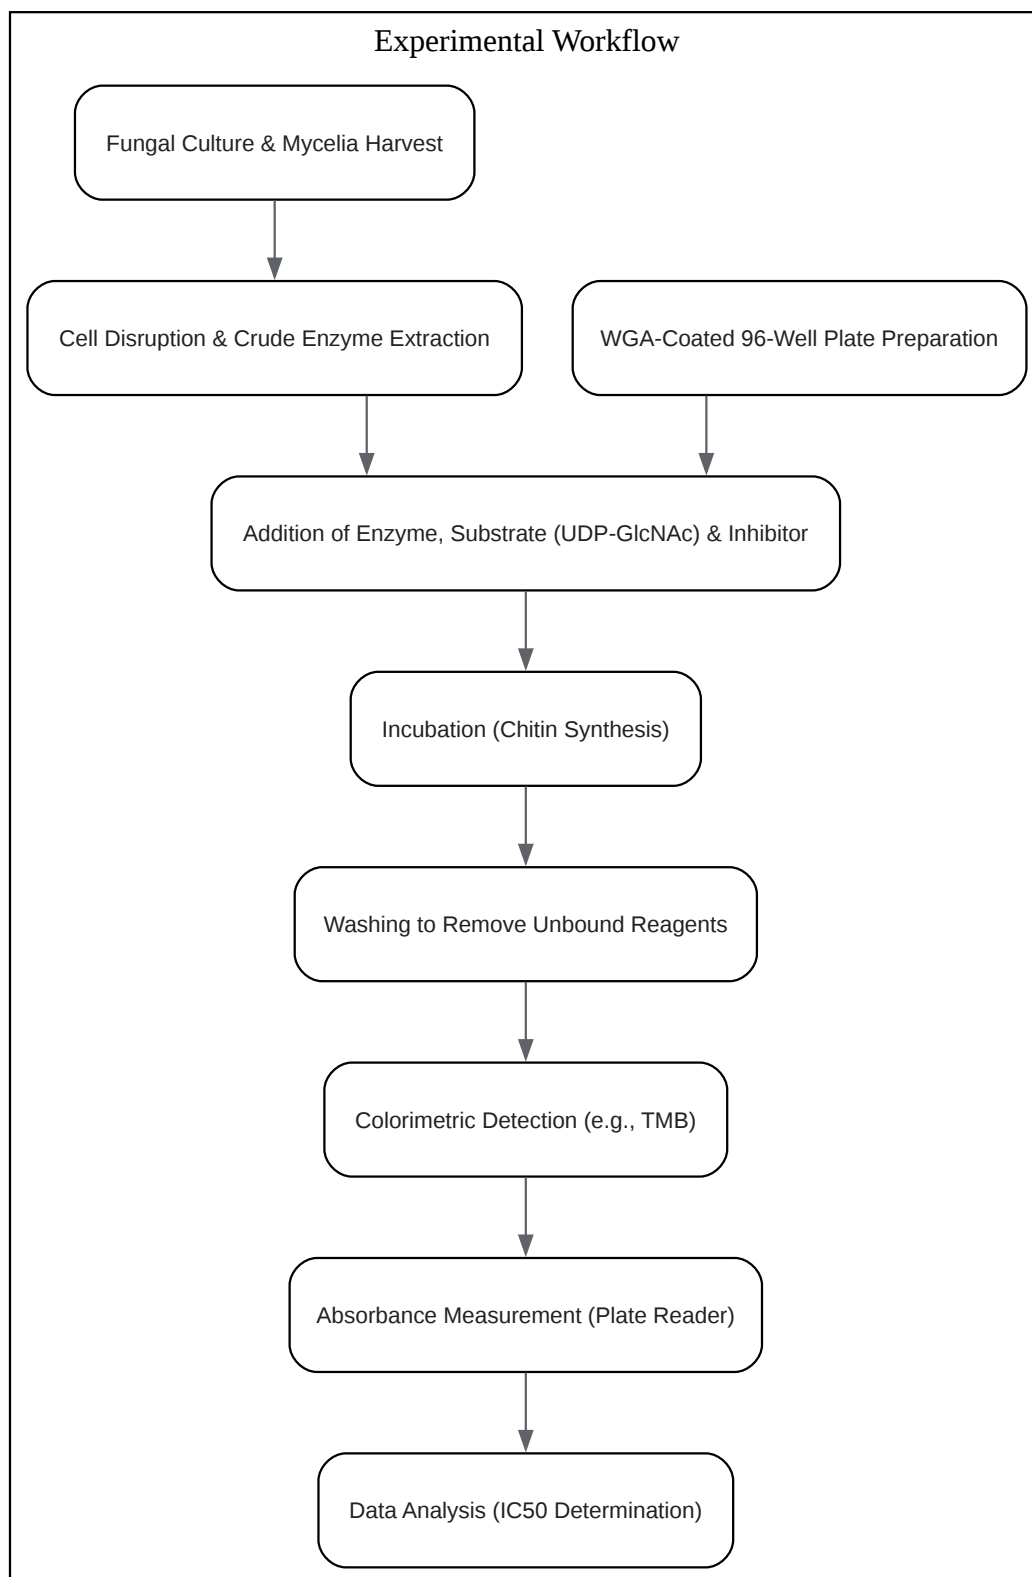 Experimental Workflow
Fungal Culture & Mycelia Harvest
Cell Disruption & Crude Enzyme Extraction
WGA-Coated 96-Well Plate Preparation
Addition of Enzyme, Substrate (UDP-GlcNAc) & Inhibitor
Incubation (Chitin Synthesis)
Washing to Remove Unbound Reagents
Colorimetric Detection (e.g., TMB)
Absorbance Measurement (Plate Reader)
Data Analysis (IC50 Determination)